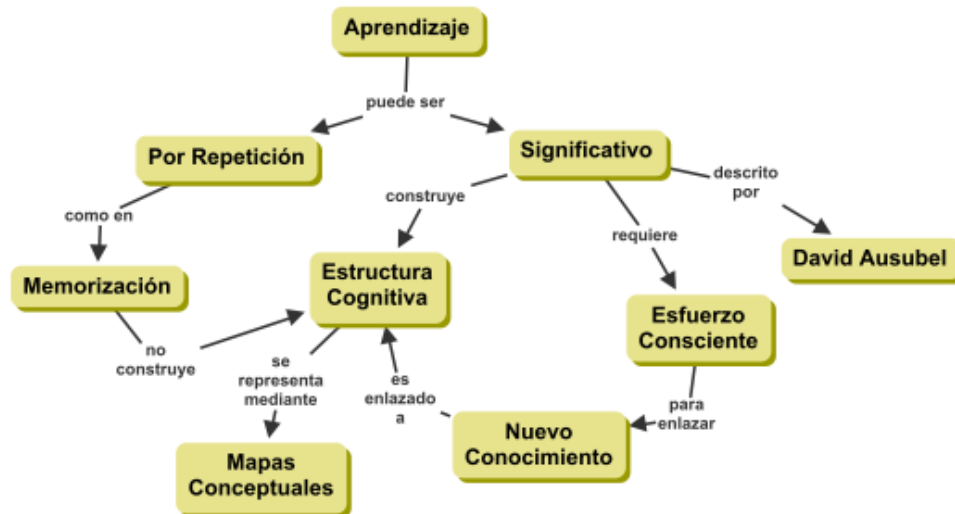 Aprendizaje
puede ser
Por Repetición
Significativo
como en
construye
requiere
descrito
por
Memorización
Estructura
Cognitiva
David Ausubel
Esfuerzo
Consciente
no
construye
se
representa
mediante
es
enlazado
a
para
enlazar
Mapas
Conceptuales
Nuevo
Conocimiento